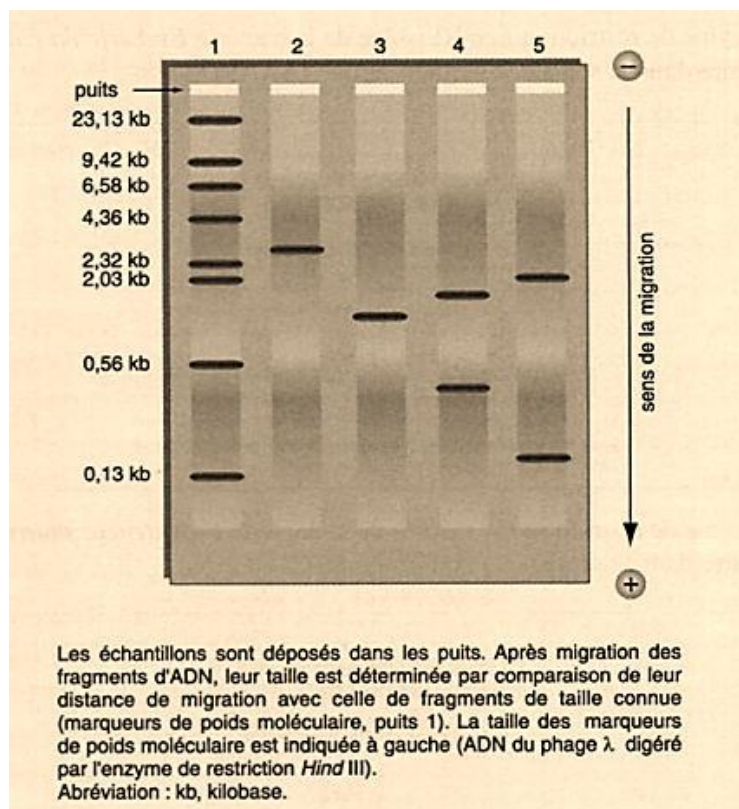 1 2 3 4 5
−
puits
23,13 kb
9,42 kb
6,58 kb
4,36 kb
2,32 kb
2,03 kb
0,56 kb
0,13 kb
sens de la migration
+
Les échantillons sont déposés dans les puits. Après migration des
fragments d'ADN, leur taille est déterminée par comparaison de leur
distance de migration avec celle de fragments de taille connue
(marqueurs de poids moléculaire, puits 1). La taille des marqueurs
de poids moléculaire est indiquée à gauche (ADN du phage λ digéré
par l'enzyme de restriction Hind III).
Abréviation : kb, kilobase.